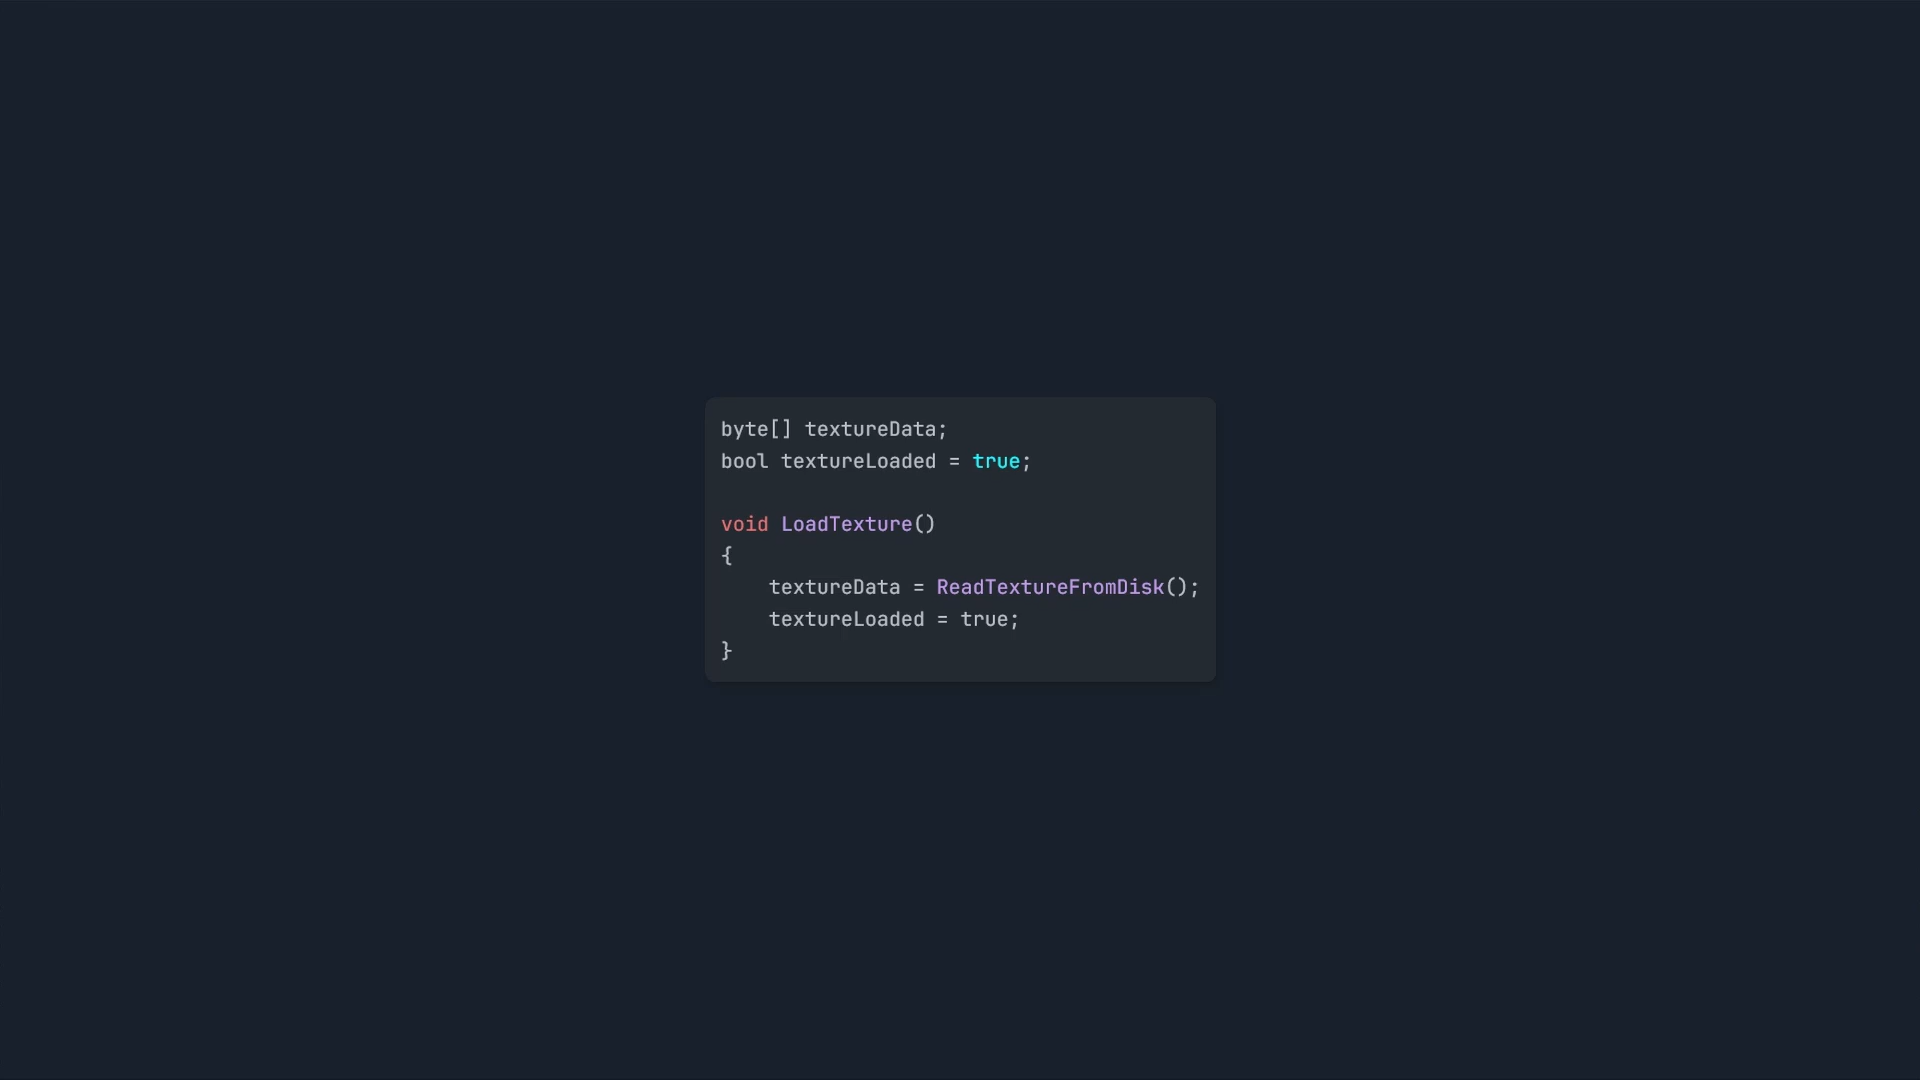 byte[] textureData;
bool textureLoaded = true;
void LoadTexture()
{
    textureData = ReadTextureFromDisk();
    textureLoaded = true;
}